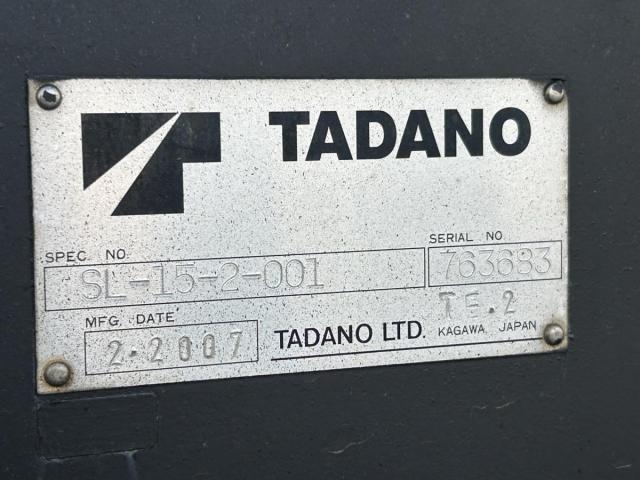 TADANO
SPEC. NO.
SL-15-2-001
SERIAL NO.
763683
MFG. DATE
2.2007
TE.2
TADANO LTD. KAGAWA, JAPAN